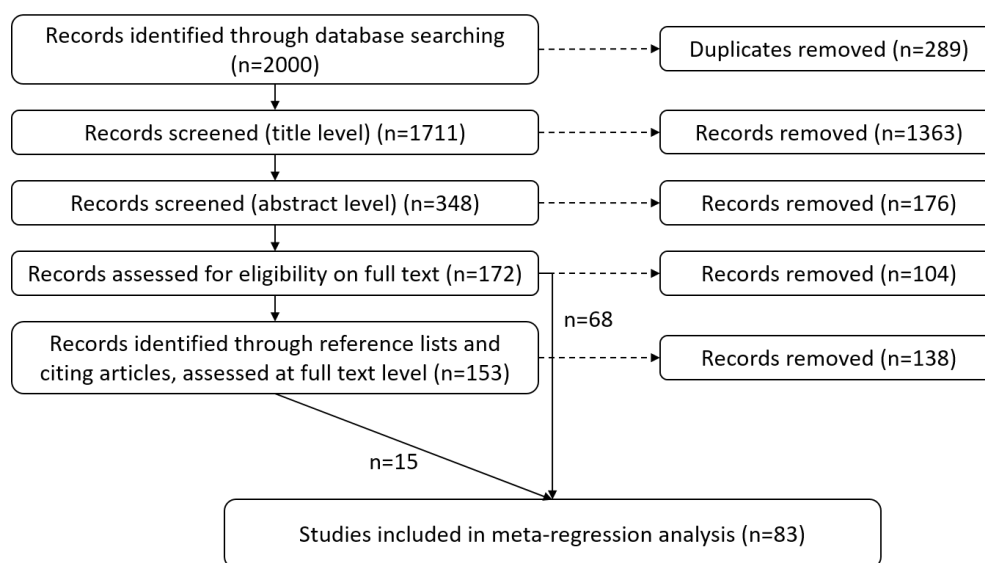 Records identified through database searching
(n=2000)
Duplicates removed (n=289)
Records screened (title level) (n=1711)
Records removed (n=1363)
Records screened (abstract level) (n=348)
Records removed (n=176)
Records assessed for eligibility on full text (n=172)
Records removed (n=104)
n=68
Records identified through reference lists and
citing articles, assessed at full text level (n=153)
Records removed (n=138)
n=15
Studies included in meta-regression analysis (n=83)